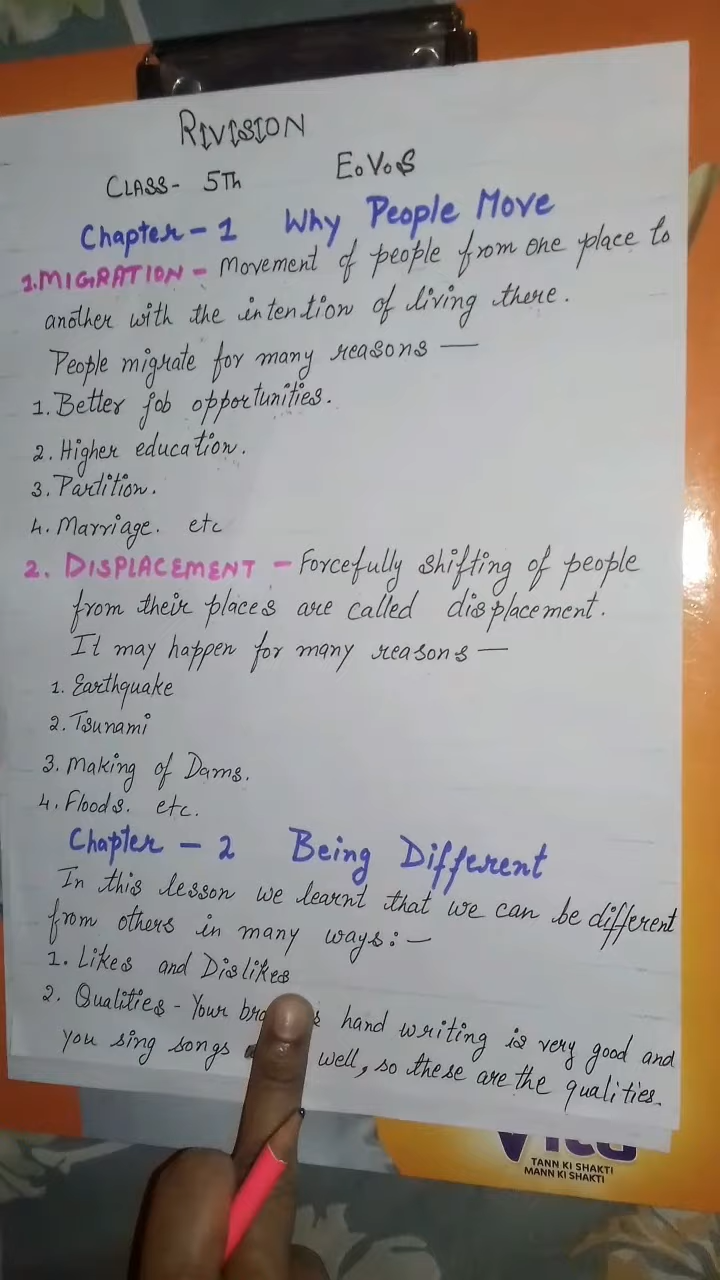 RIVISION
CLASS- 5Th E.V.S
Chapter-1 Why People Move
1. MIGRATION - Movement of people from one place to
another with the intention of living there.
People migrate for many reasons —
1. Better job opportunities.
2. Higher education.
3. Partition.
4. Marriage. etc
2. DISPLACEMENT - Forcefully shifting of people
from their places are called displacement.
It may happen for many reasons —
1. Earthquake
2. Tsunami
3. Making of Dams.
4. Floods. etc.
Chapter - 2 Being Different
In this lesson we learnt that we can be different
from others in many ways:-
1. Likes and Dislikes
2. Qualities - Your hand writing is very good and
you sing songs well, so these are the qualities.
TANN KI SHAKTI
MANN KI SHAKTI